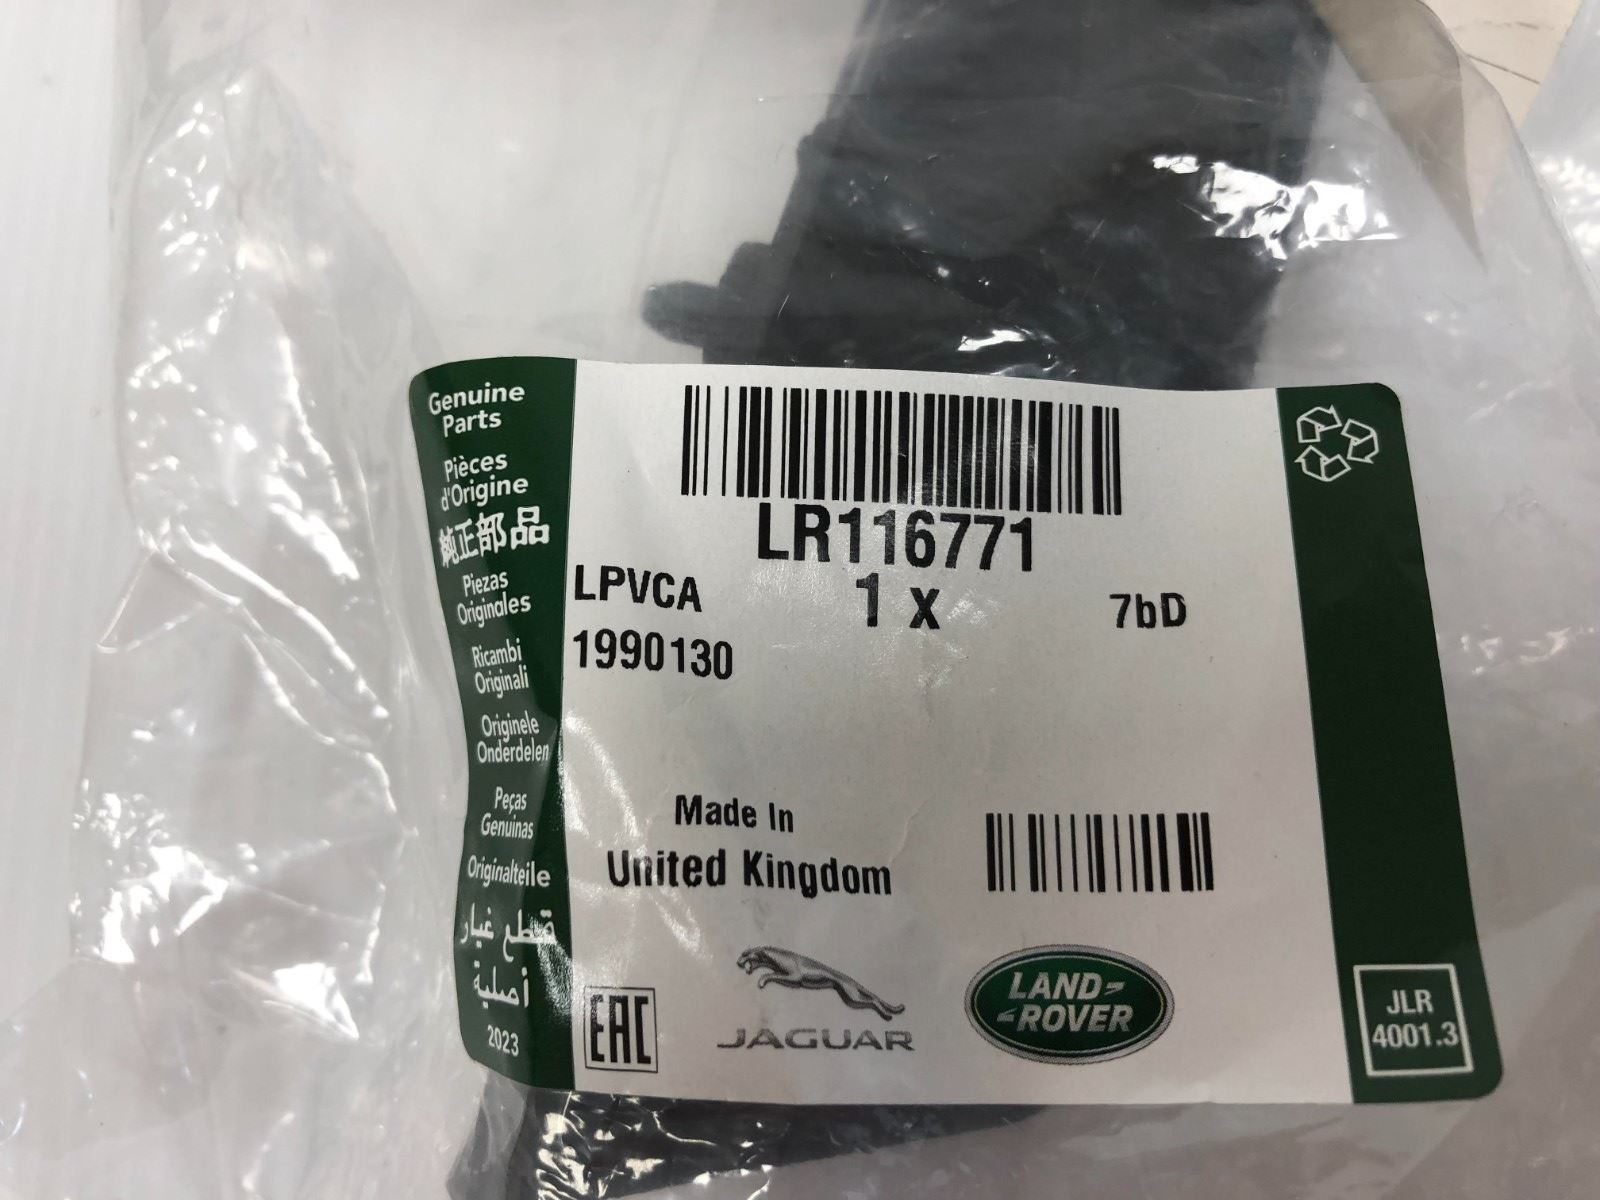 Genuine
Parts
Pièces
d'Origine
純正部品
Piezas
Originales
Ricambi
Originali
Originele
Onderdelen
Peças
Genuinas
Originalteile
قطع غيار
أصلية
2023
LR116771
LPVCA
1 x
7bD
1990130
Made In
United Kingdom
EAC
JAGUAR
LAND-
-ROVER
JLR
4001.3